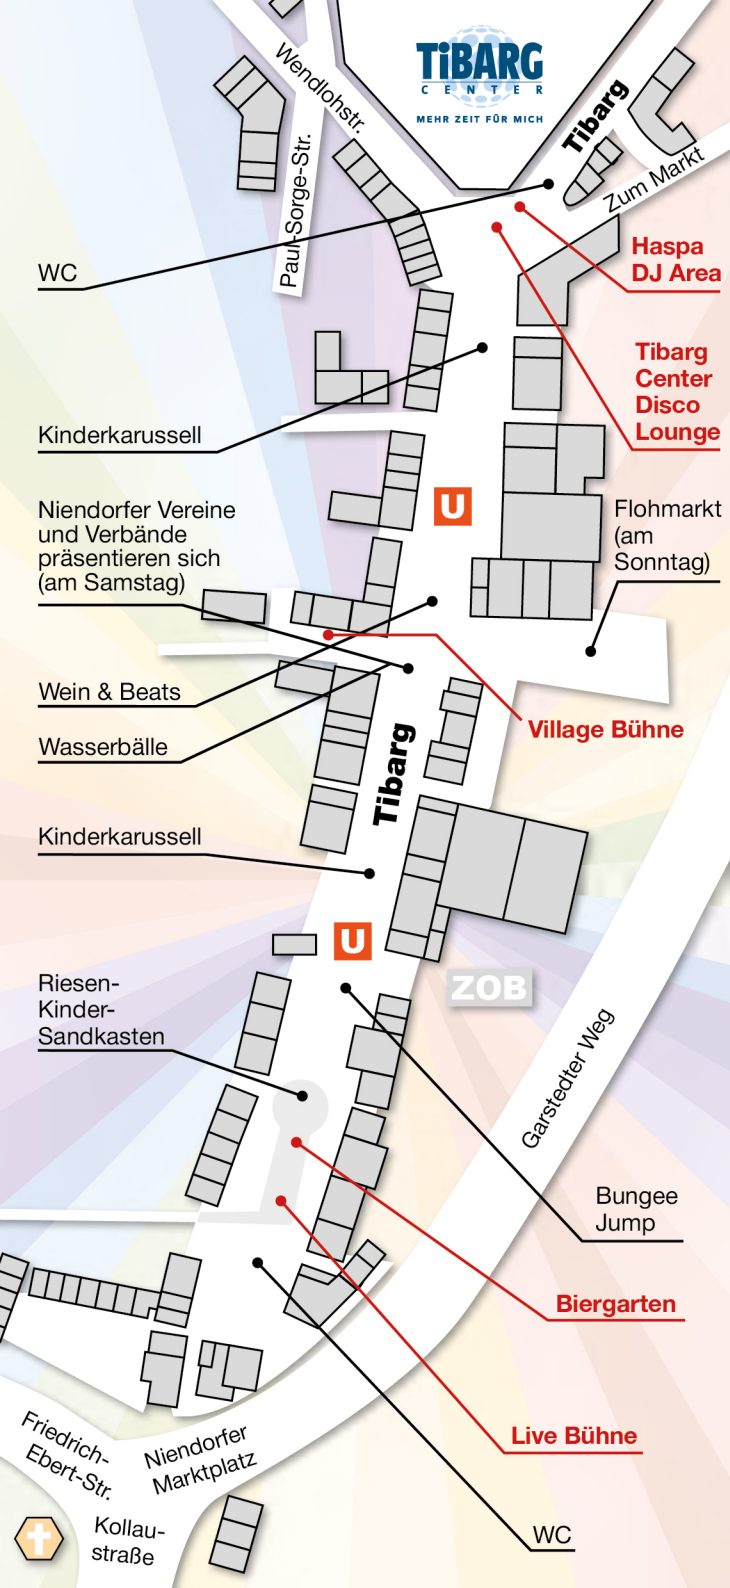 TiBARG
CENTER
MEHR ZEIT FÜR MICH
Wendlohstr.
Tibarg
Paul-Sorge-Str.
Zum Markt
WC
Haspa
DJ Area
Tibarg
Center
Disco
Lounge
Kinderkarussell
U
Niendorfer Vereine
und Verbände
präsentieren sich
(am Samstag)
Flohmarkt
(am
Sonntag)
Wein & Beats
Village Bühne
Wasserbälle
Tibarg
Kinderkarussell
U
ZOB
Riesen-
Kinder-
Sandkasten
Garstedter Weg
Bungee
Jump
Biergarten
Live Bühne
Friedrich-
Ebert-Str.
Niendorfer
Marktplatz
Kollau-
straße
WC